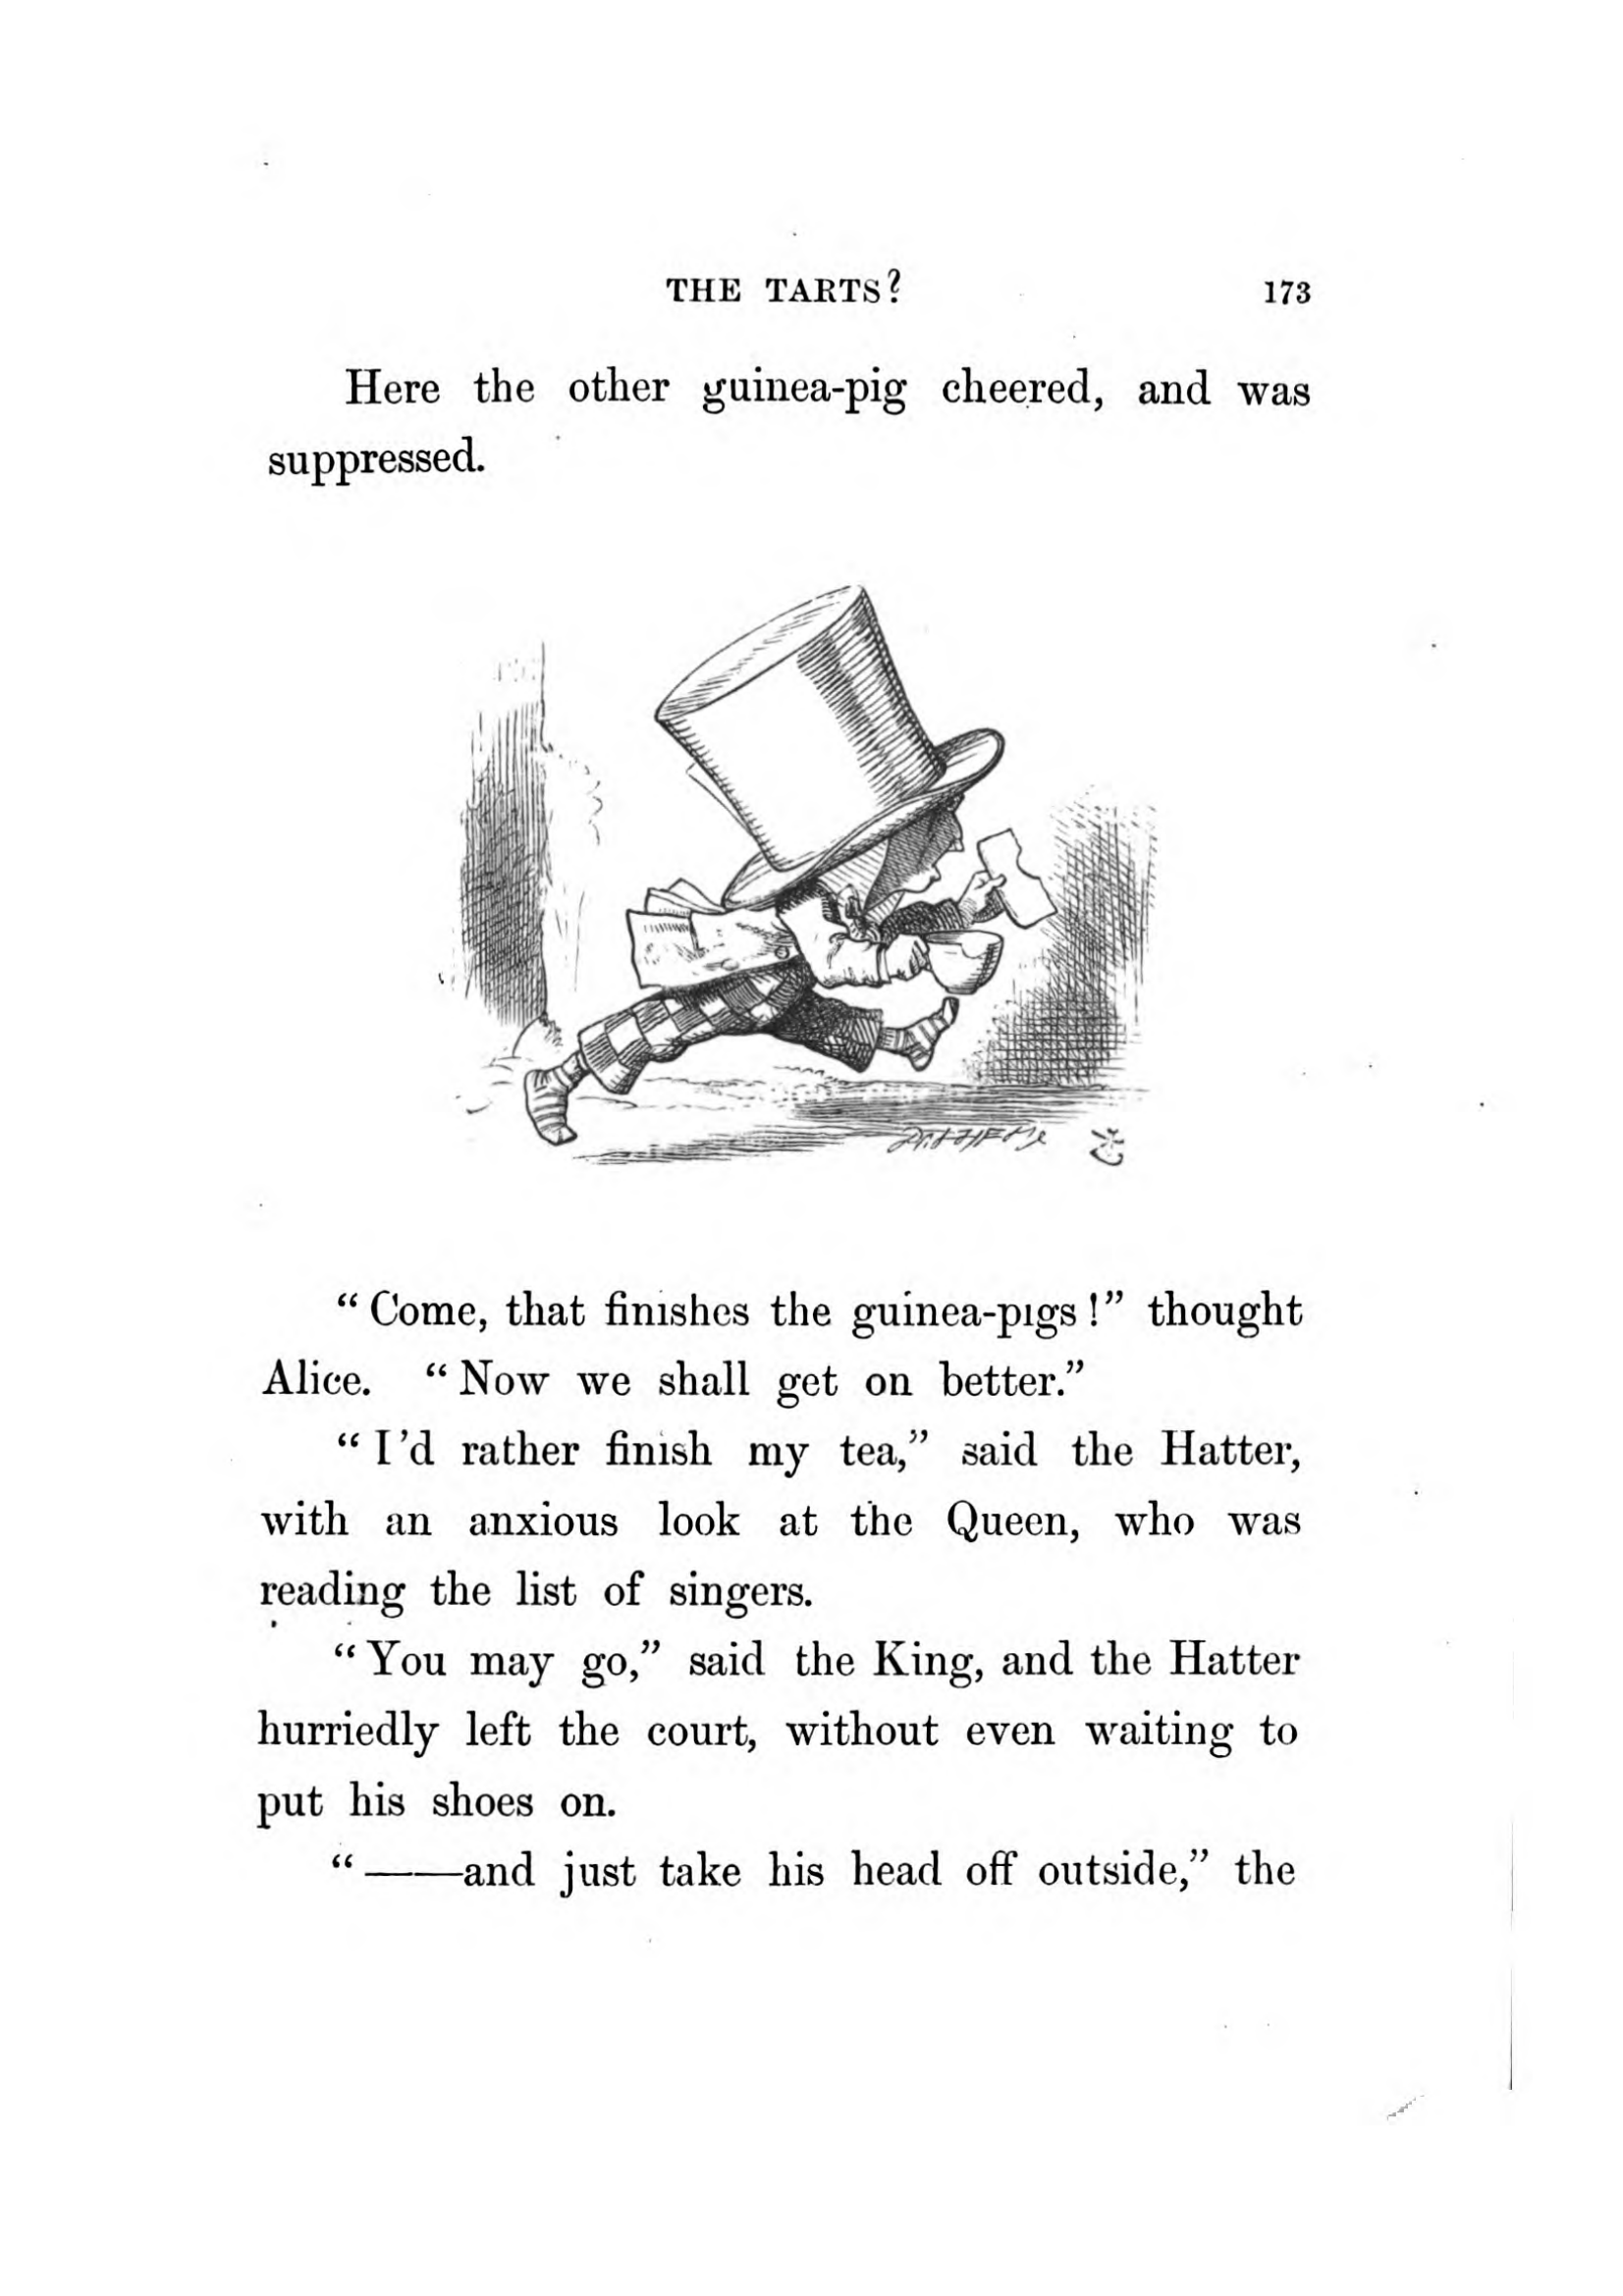 THE TARTS? 173
Here the other guinea-pig cheered, and was
suppressed.
“Come, that finishes the guinea-pigs!” thought
Alice. “Now we shall get on better.”
“I’d rather finish my tea,” said the Hatter,
with an anxious look at the Queen, who was
reading the list of singers.
“You may go,” said the King, and the Hatter
hurriedly left the court, without even waiting to
put his shoes on.
“——and just take his head off outside,” the